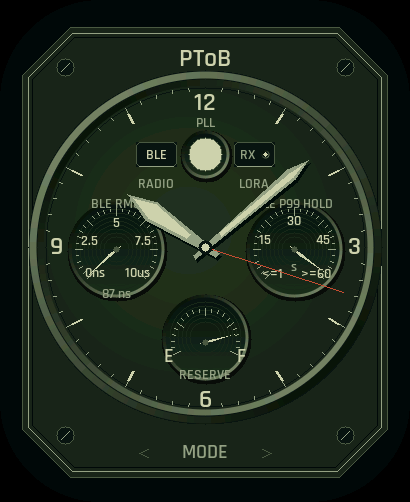 PToB
12
PLL
BLE RX
RADIO LORA
BLE RM P99 HOLD
5 30
2.5 7.5 15 45
9 3
0ns 10us <=1 s >=60
87 ns
E F
RESERVE
6
< MODE >